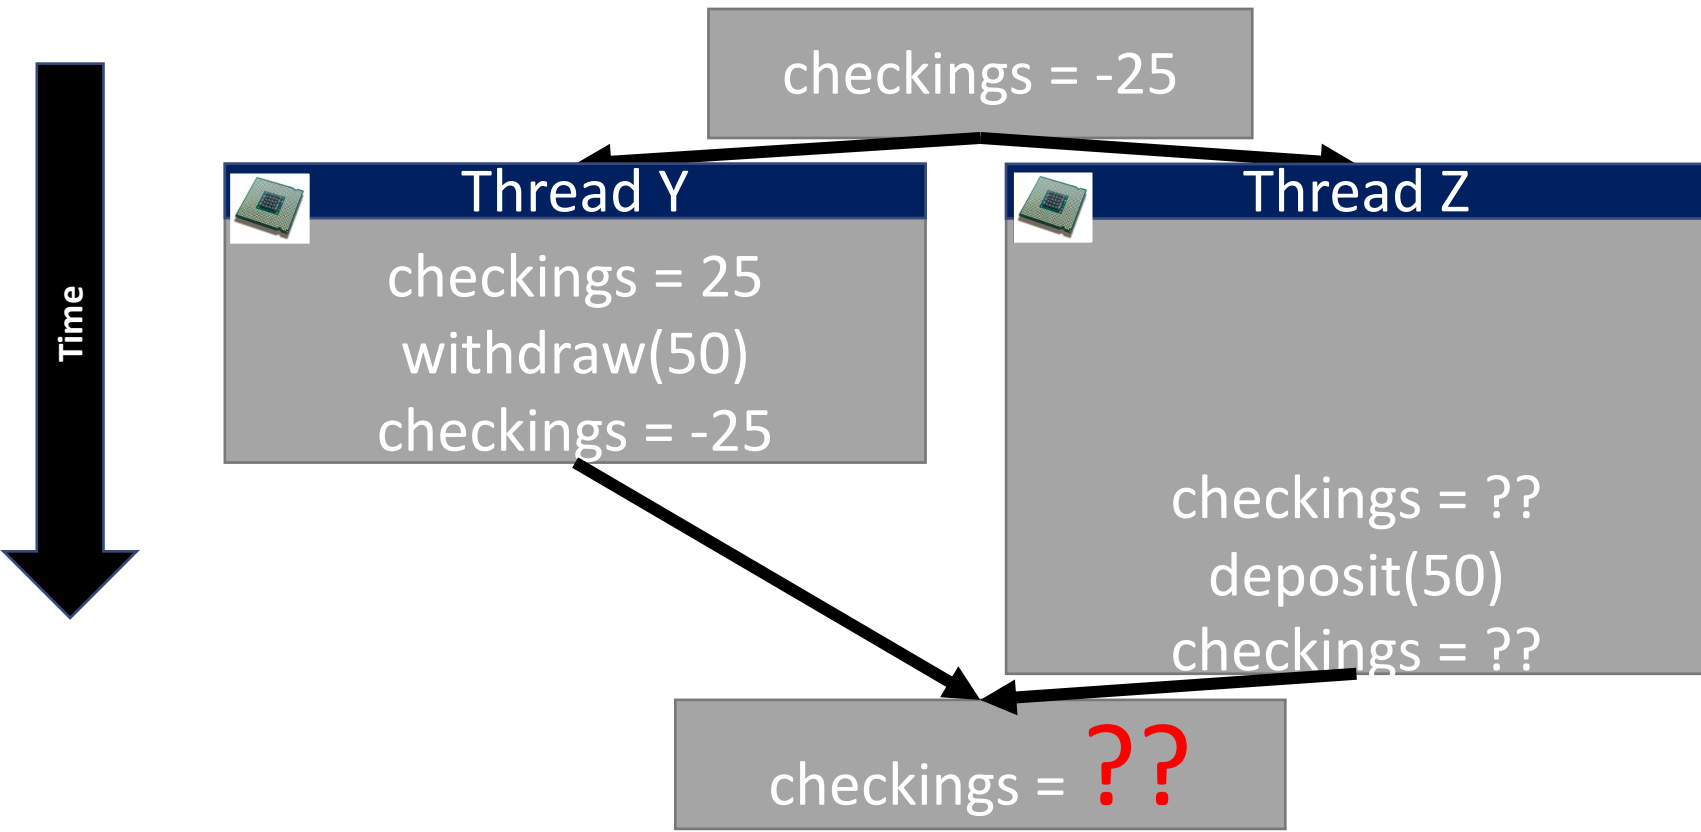 checkings = -25
Time
Thread Y
checkings = 25
withdraw(50)
checkings = -25
Thread Z
checkings = ??
deposit(50)
checkings = ??
checkings = ??